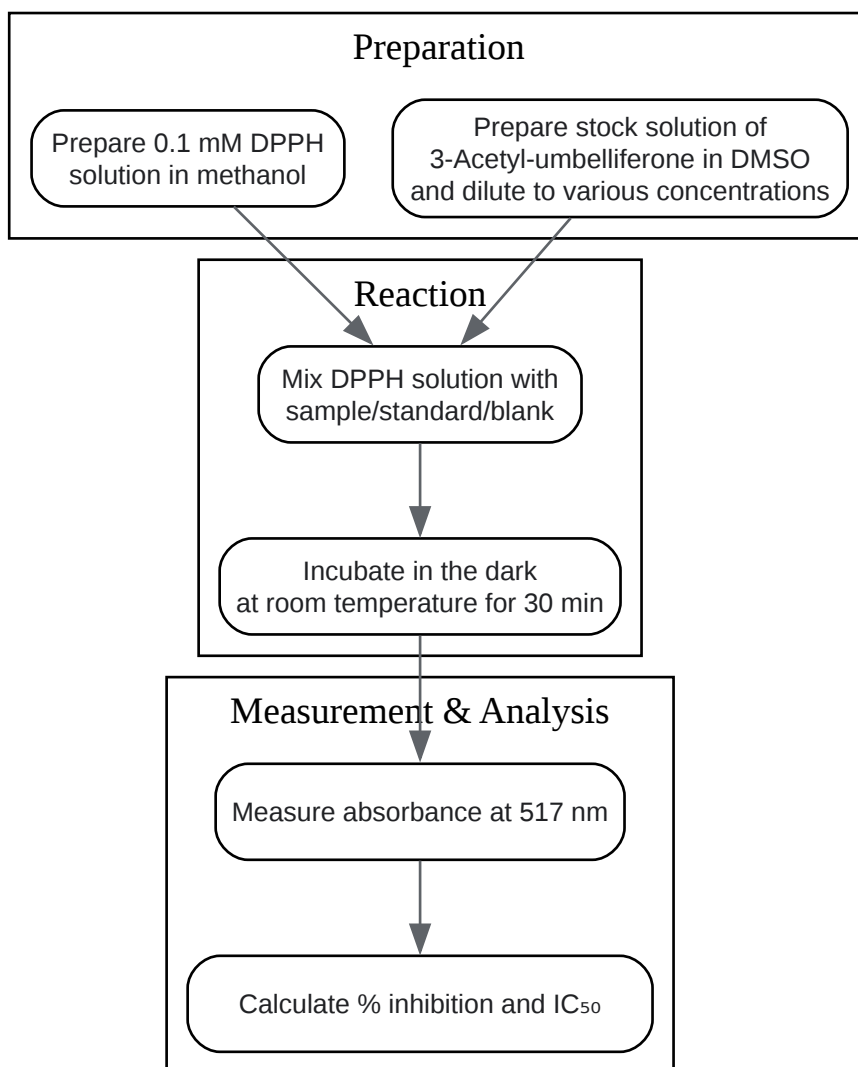 Preparation
Prepare 0.1 mM DPPH
solution in methanol
Prepare stock solution of
3-Acetyl-umbelliferone in DMSO
and dilute to various concentrations
Reaction
Mix DPPH solution with
sample/standard/blank
Incubate in the dark
at room temperature for 30 min
Measurement & Analysis
Measure absorbance at 517 nm
Calculate % inhibition and IC₅₀